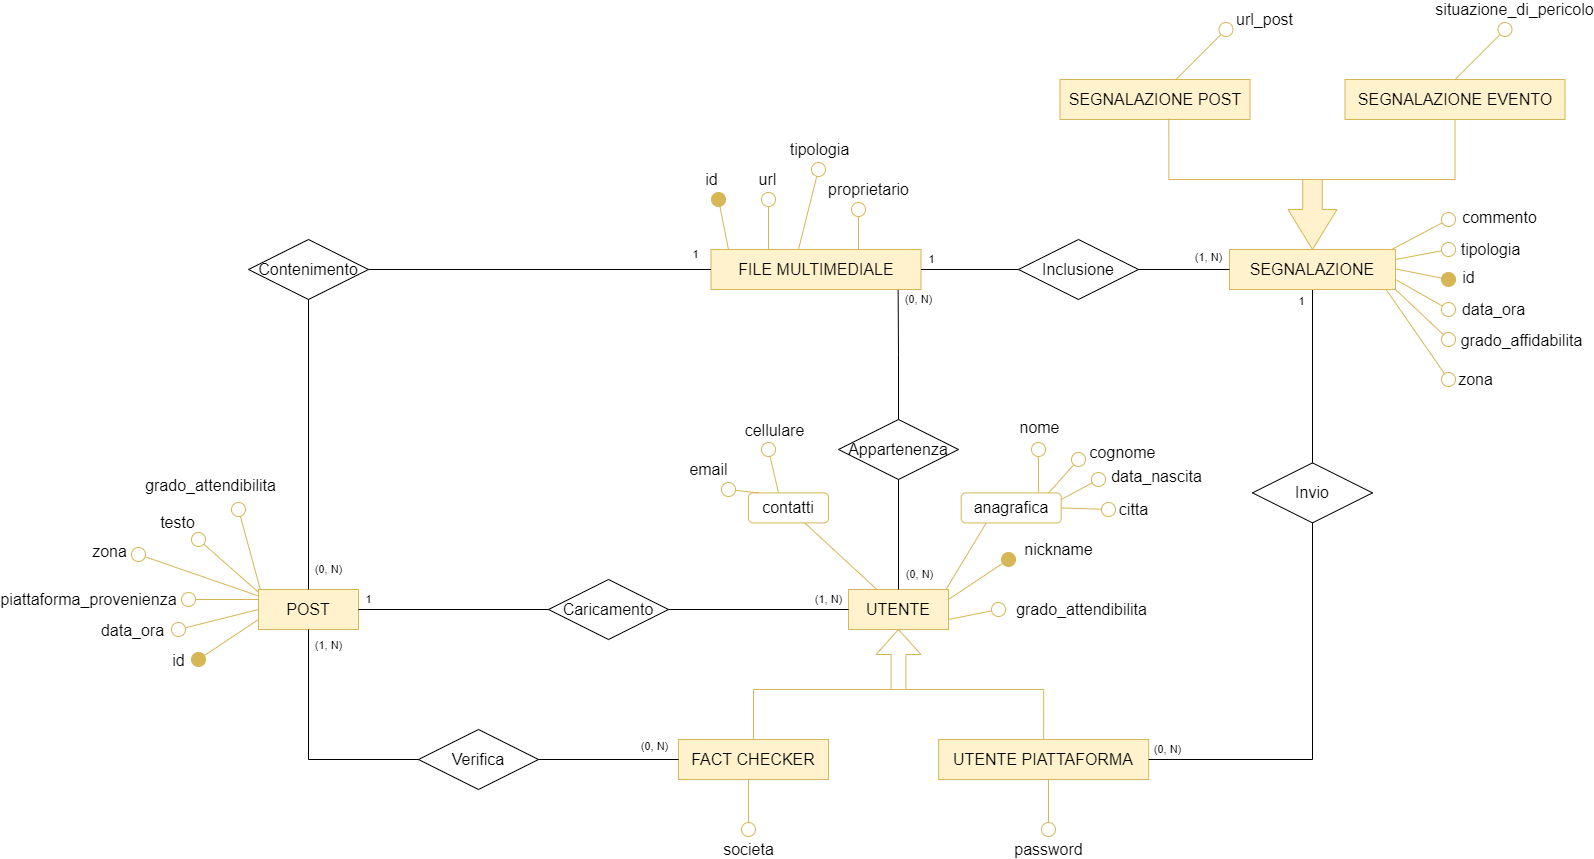 situazione_di_pericolo
url_post
SEGNALAZIONE POST
SEGNALAZIONE EVENTO
tipologia
id
url
proprietario
commento
tipologia
id
data_ora
grado_affidabilita
zona
Contenimento
1
FILE MULTIMEDIALE
1
Inclusione
(1, N)
SEGNALAZIONE
(0, N)
1
cellulare
email
contatti
Appartenenza
nome
cognome
data_nascita
citta
anagrafica
nickname
grado_attendibilita
Invio
grado_attendibilita
testo
zona
piattaforma_provenienza
data_ora
id
(0, N)
POST
1
Caricamento
(1, N)
(0, N)
UTENTE
(1, N)
Verifica
(0, N)
FACT CHECKER
UTENTE PIATTAFORMA
(0, N)
societa
password